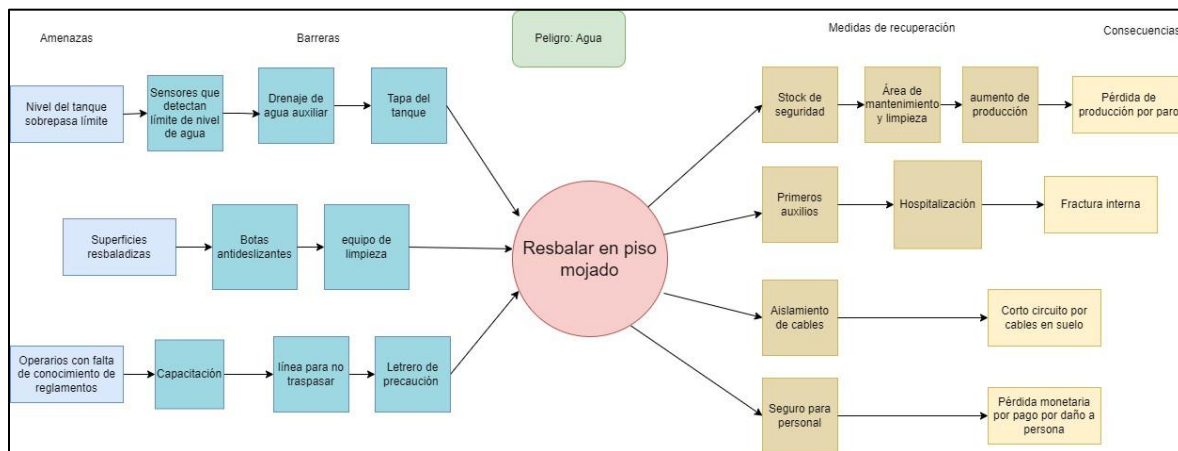 Amenazas
Barreras
Peligro: Agua
Medidas de recuperación
Consecuencias
Nivel del tanque
sobrepasa límite
Sensores que
detectan
límite de nivel
de agua
Drenaje de
agua auxiliar
Tapa del
tanque
Stock de
seguridad
Área de
mantenimiento
y limpieza
aumento de
producción
Pérdida de
producción por paro
Superficies
resbaladizas
Botas
antideslizantes
equipo de
limpieza
Resbalar en piso
mojado
Primeros
auxilios
Hospitalización
Fractura interna
Aislamiento
de cables
Corto circuito por
cables en suelo
Operarios con falta
de conocimiento de
reglamentos
Capacitación
línea para no
traspasar
Letrero de
precaución
Seguro para
personal
Pérdida monetaria
por pago por daño a
persona